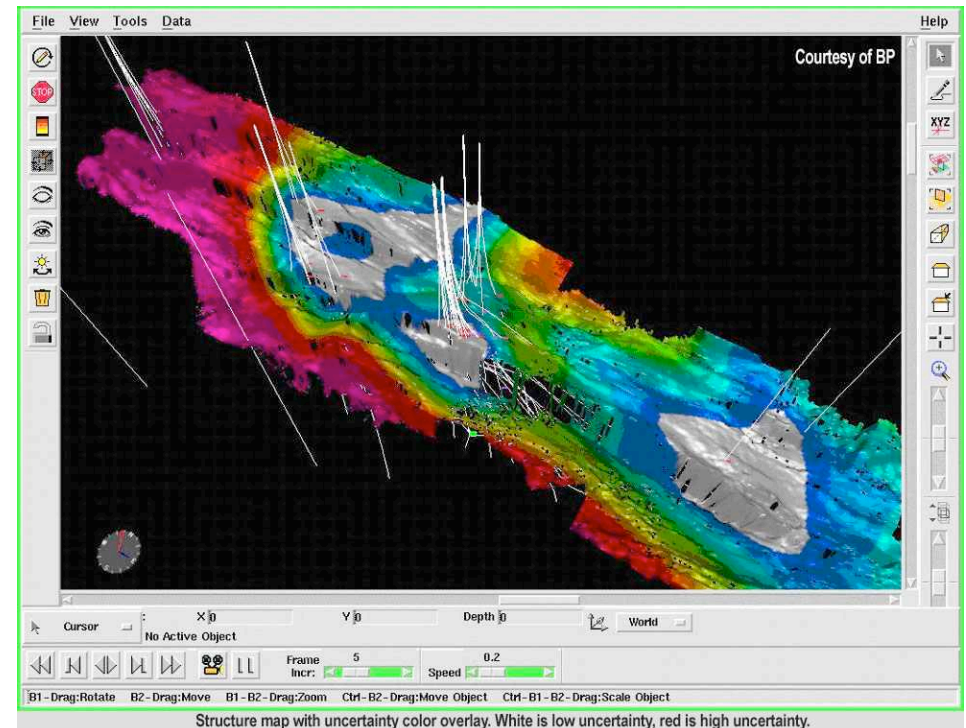 File View Tools Data Help
Courtesy of BP
STOP
XYZ
X 0 Y 0 Depth 0 World
Cursor
No Active Object
Frame Incr: 5 Speed 0.2
B1-Drag:Rotate B2-Drag:Move B1-B2-Drag:Zoom Ctrl-B2-Drag:Move Object Ctrl-B1-B2-Drag:Scale Object
Structure map with uncertainty color overlay. White is low uncertainty, red is high uncertainty.